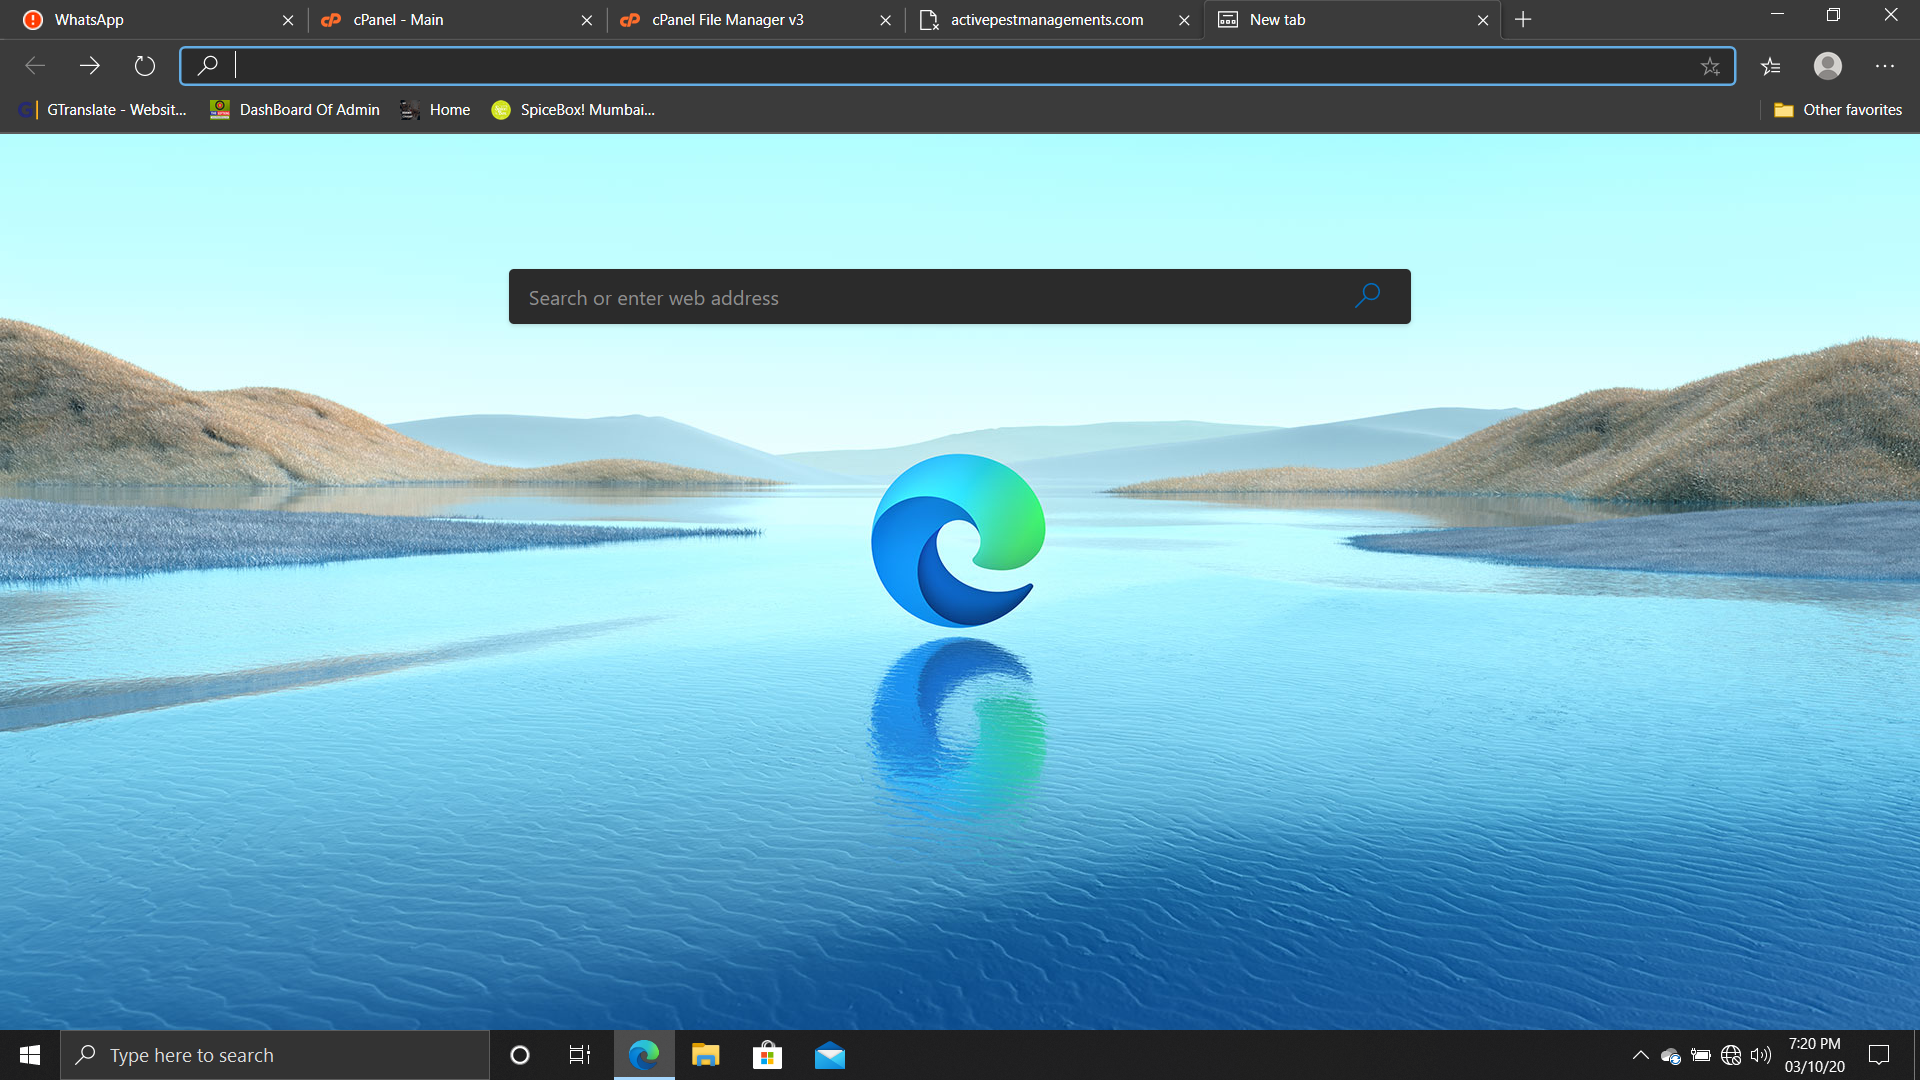 WhatsApp
cPanel - Main
cPanel File Manager v3
activepestmanagements.com
New tab
GTranslate - Websit...
DashBoard Of Admin
Home
SpiceBox! Mumbai...
Other favorites
Search or enter web address
Type here to search
7:20 PM
03/10/20